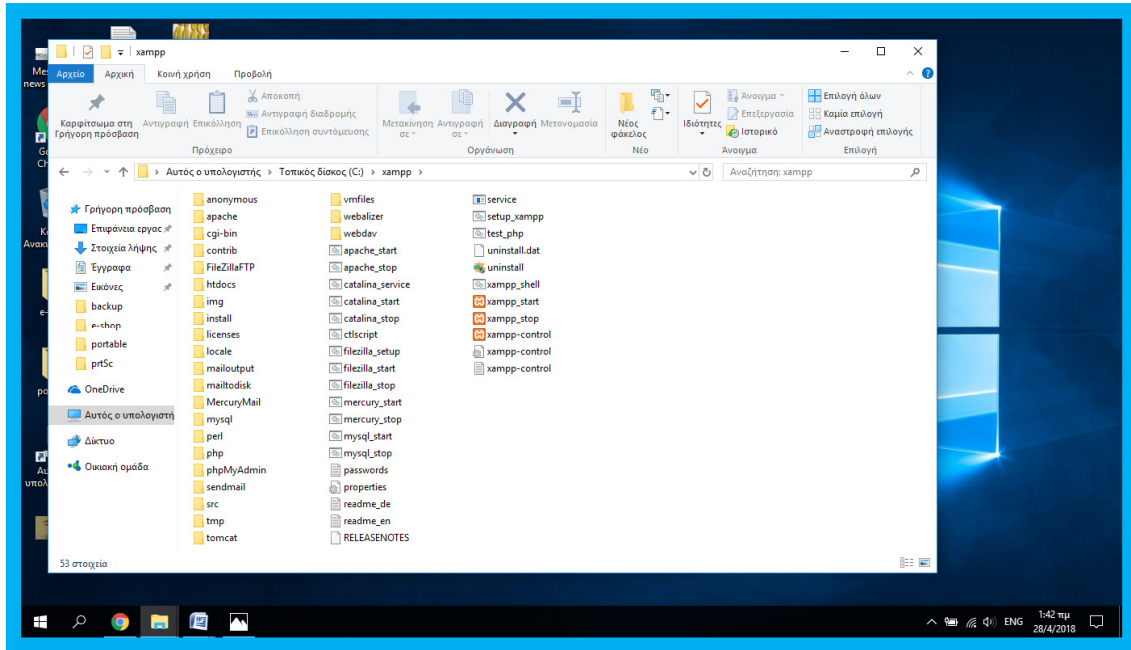 xampp
Αρχείο Αρχική Κοινή χρήση Προβολή
Καρφίτσωμα στη Γρήγορη πρόσβαση
Αντιγραφή
Επικόλληση
Αποκοπή
Αντιγραφή διαδρομής
Επικόλληση συντόμευσης
Μετακίνηση σε
Αντιγραφή σε
Διαγραφή
Μετονομασία
Νέος φάκελος
Ιδιότητες
Άνοιγμα
Επεξεργασία
Ιστορικό
Επιλογή όλων
Καμία επιλογή
Αναστροφή επιλογής
Πρόχειρο Οργάνωση Νέο Άνοιγμα Επιλογή
Αυτός ο υπολογιστής > Τοπικός δίσκος (C:) > xampp >
Αναζήτηση: xampp
Γρήγορη πρόσβαση
Επιφάνεια εργας
Στοιχεία λήψης
Έγγραφα
Εικόνες
backup
e-shop
portable
prtSc
OneDrive
Αυτός ο υπολογιστή
Δίκτυο
Οικιακή ομάδα
anonymous
apache
cgi-bin
contrib
FileZillaFTP
htdocs
img
install
licenses
locale
mailoutput
mailtodisk
MercuryMail
mysql
perl
php
phpMyAdmin
sendmail
src
tmp
tomcat
vmfiles
webalizer
webdav
apache_start
apache_stop
catalina_service
catalina_start
catalina_stop
ctlscript
filezilla_setup
filezilla_start
filezilla_stop
mercury_start
mercury_stop
mysql_start
mysql_stop
passwords
properties
readme_de
readme_en
RELEASENOTES
service
setup_xampp
test_php
uninstall.dat
uninstall
xampp_shell
xampp_start
xampp_stop
xampp-control
xampp-control
xampp-control
53 στοιχεία
ENG
1:42 πμ
28/4/2018